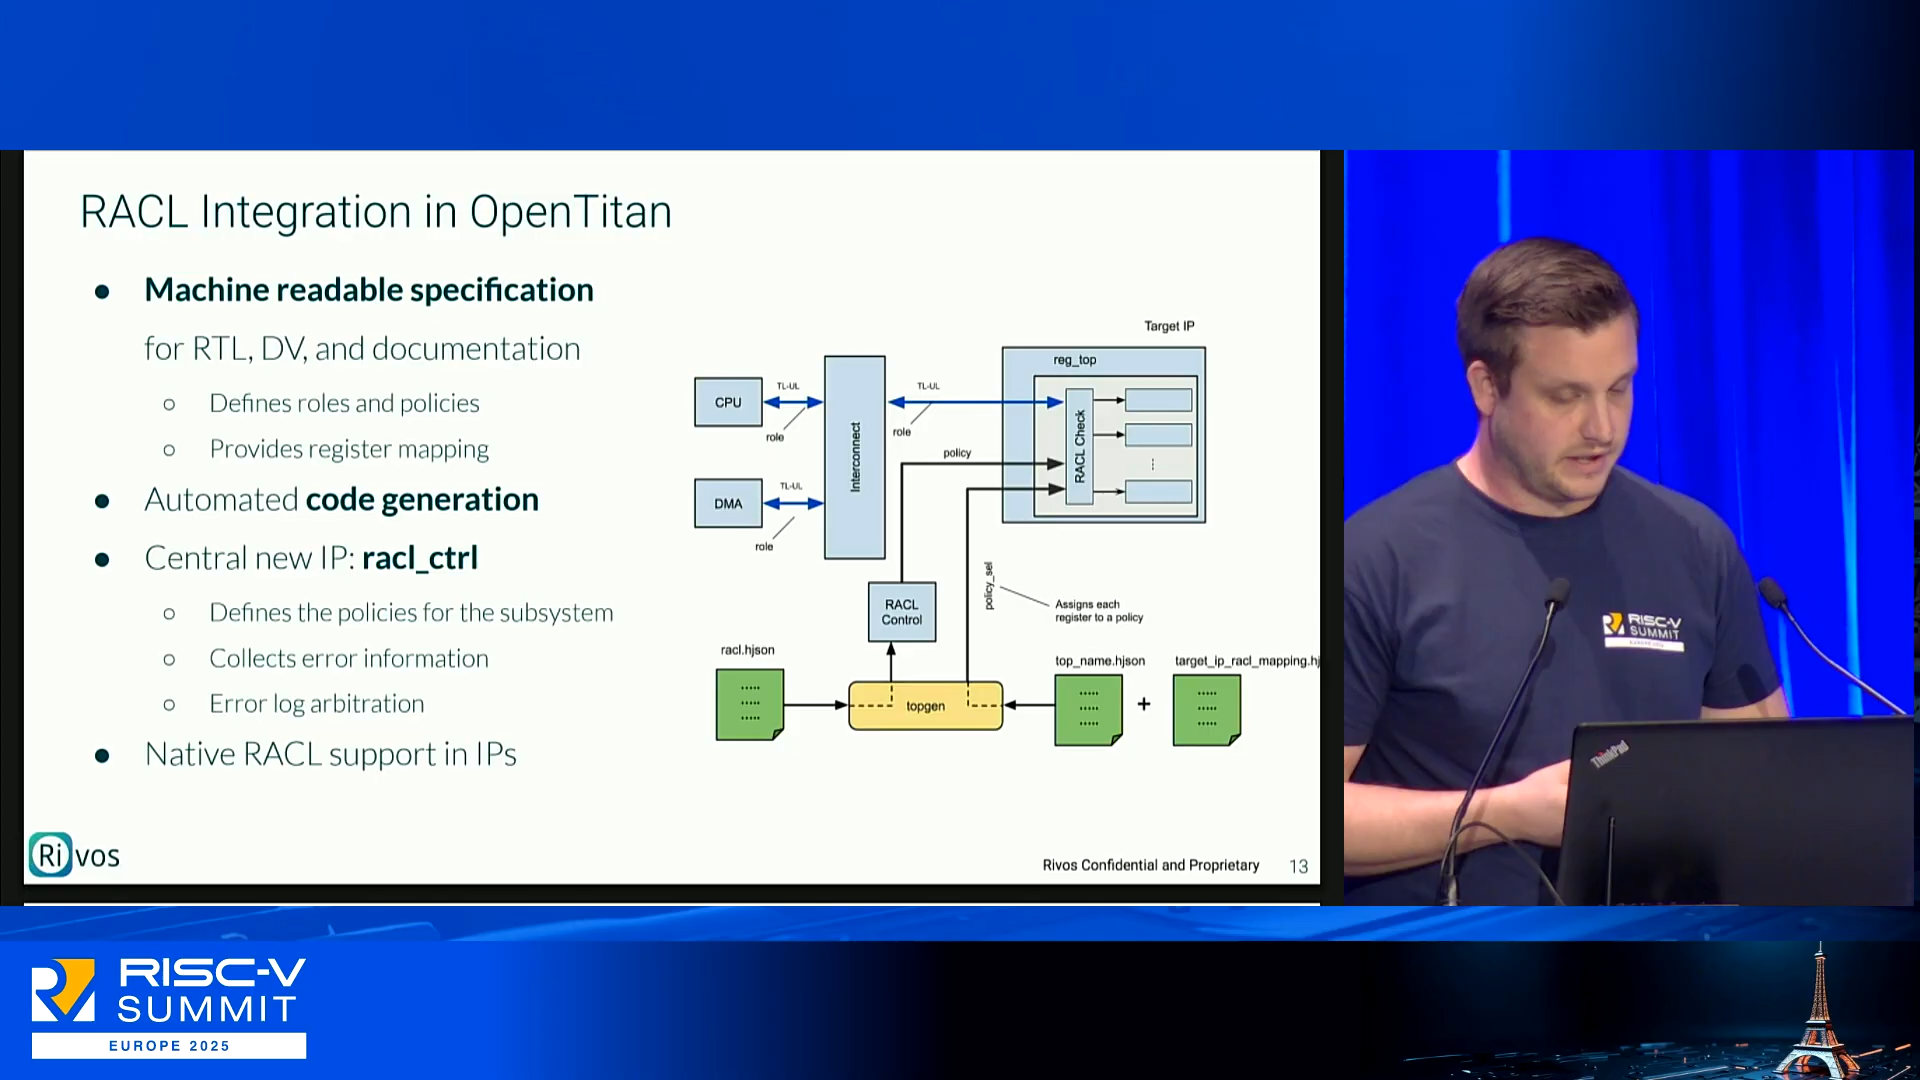 RACL Integration in OpenTitan
● Machine readable specification
for RTL, DV, and documentation
○ Defines roles and policies
○ Provides register mapping
● Automated code generation
● Central new IP: racl_ctrl
○ Defines the policies for the subsystem
○ Collects error information
○ Error log arbitration
● Native RACL support in IPs
Target IP
reg_top
CPU
TL-UL
role
Interconnect
TL-UL
role
RACL Check
policy
DMA
TL-UL
role
policy_sel
RACL
Control
Assigns each
register to a policy
racl.hjson
top_name.hjson
target_ip_racl_mapping.hj
topgen
+
Rivos
Rivos Confidential and Proprietary
13
RISC-V
SUMMIT
ThinkPad
RISC-V
SUMMIT
EUROPE 2025